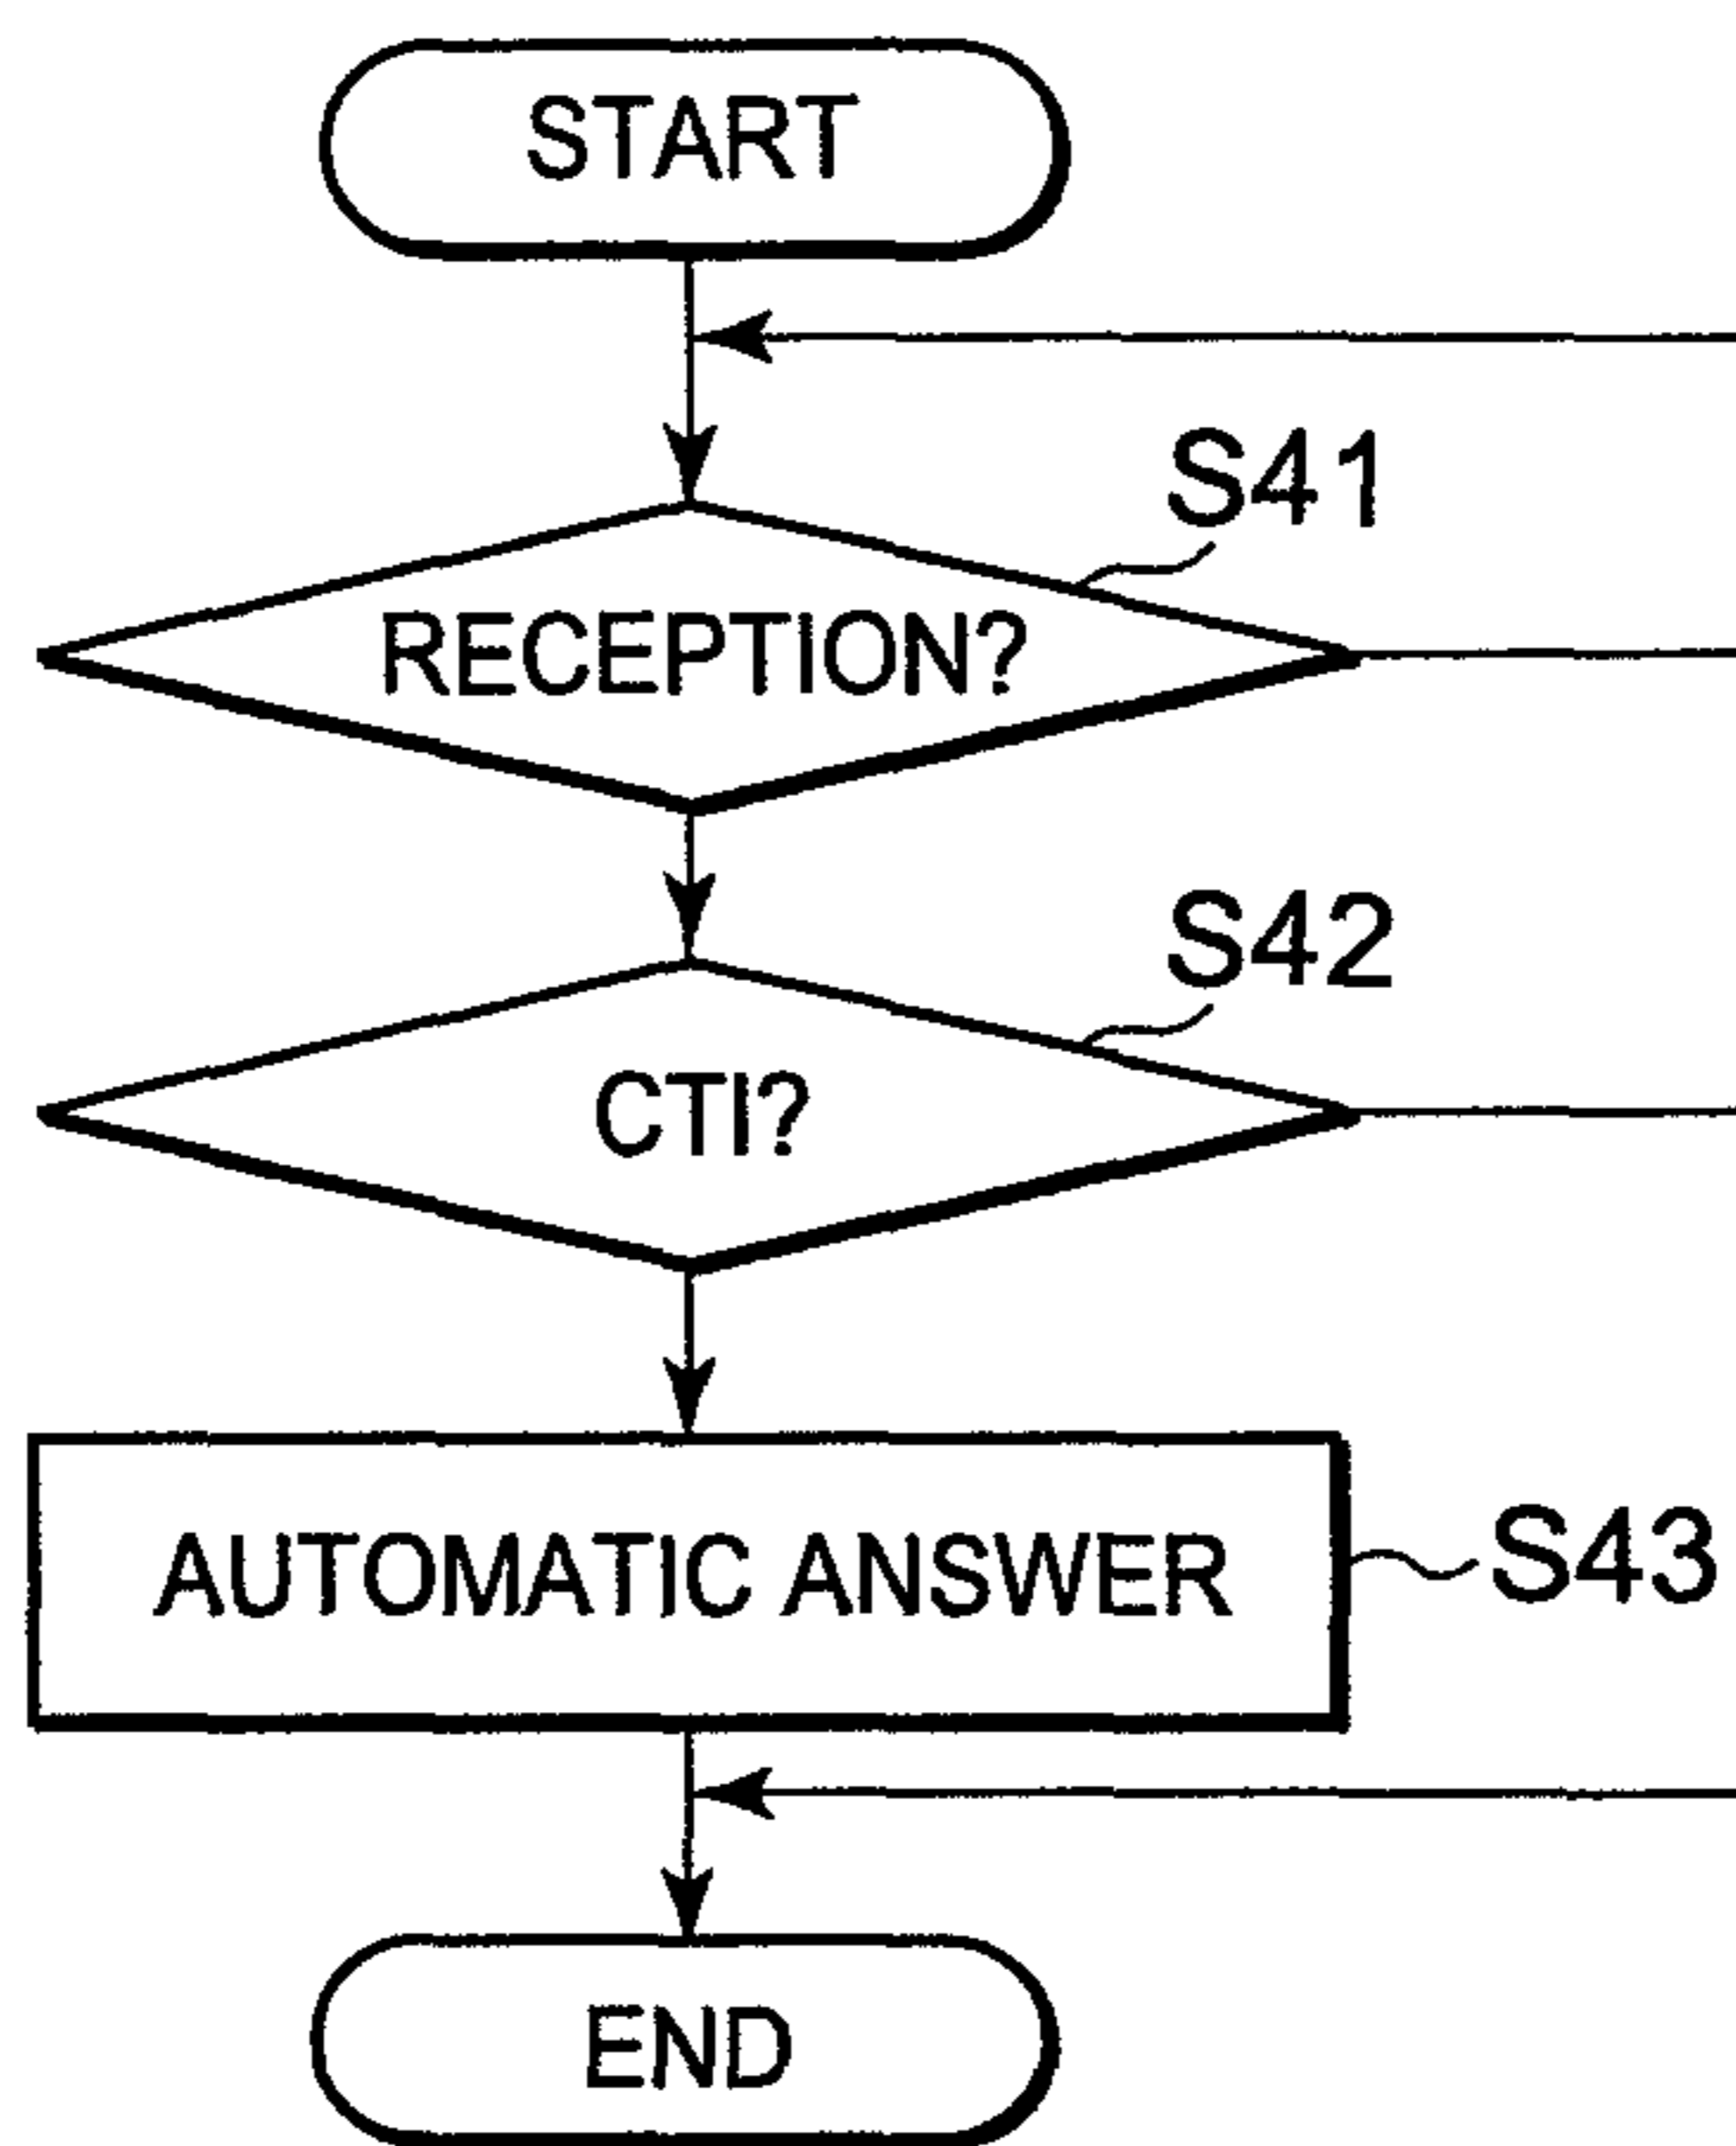 START
S41
RECEPTION?
S42
CTI?
AUTOMATIC ANSWER
S43
END